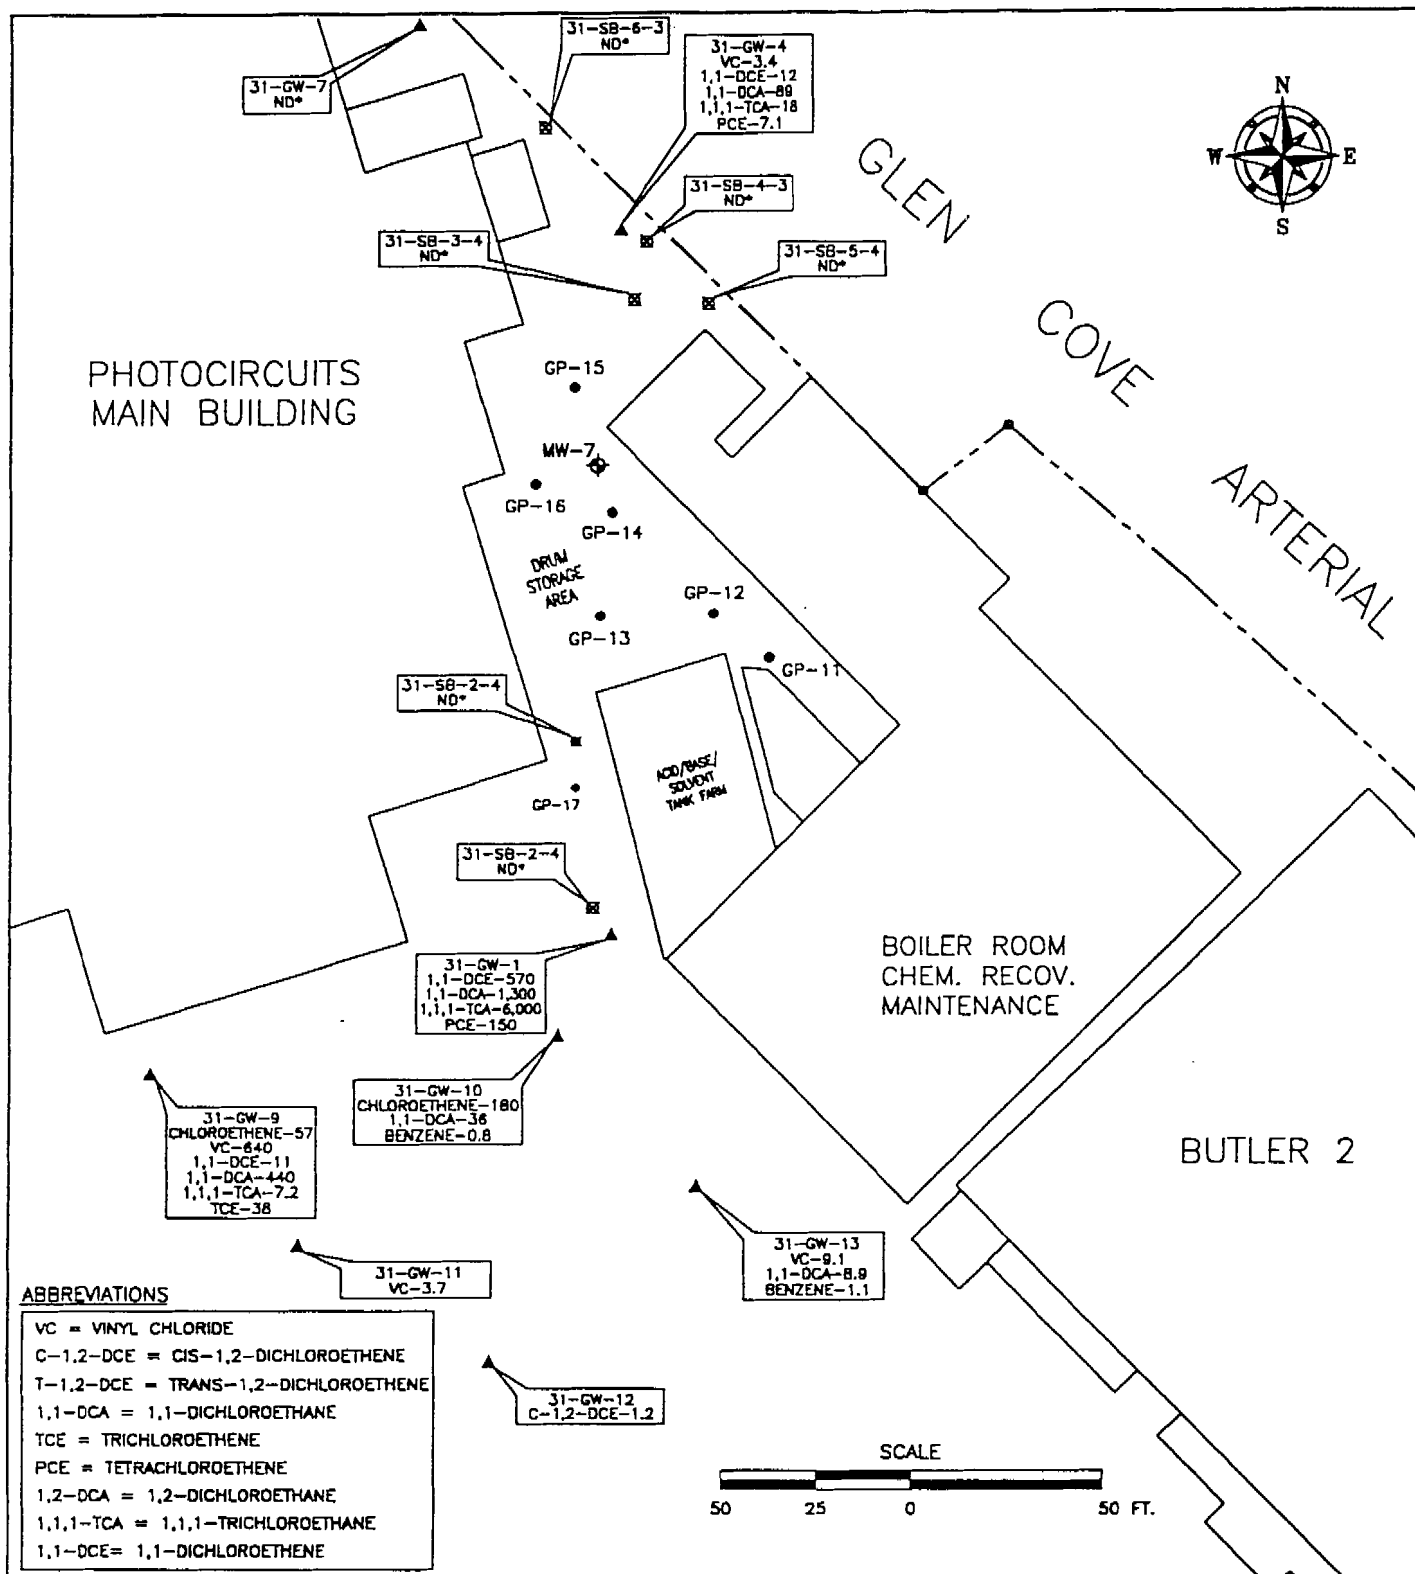 31-SB-6-3
ND*
31-GW-7
ND*
31-GW-4
VC-3.4
1,1-DCE-12
1,1-DCA-89
1,1,1-TCA-18
PCE-7.1
N
W
E
S
31-SB-4-3
ND*
31-SB-3-4
ND*
31-SB-5-4
ND*
GLEN
COVE
ARTERIAL
PHOTOCIRCUITS
MAIN BUILDING
GP-15
MW-7
GP-16
GP-14
DRUM
STORAGE
AREA
GP-12
GP-13
GP-11
31-SB-2-4
ND*
ACID/BASE/
SOLVENT
TANK FARM
GP-17
31-SB-2-4
ND*
31-GW-1
1,1-DCE-570
1,1-DCA-1,300
1,1,1-TCA-6,000
PCE-150
BOILER ROOM
CHEM. RECOV.
MAINTENANCE
31-GW-10
CHLOROETHENE-180
1,1-DCA-36
BENZENE-0.8
31-GW-9
CHLOROETHENE-57
VC-640
1,1-DCE-11
1,1-DCA-440
1,1,1-TCA-7.2
TCE-38
BUTLER 2
31-GW-13
VC-9.1
1,1-DCA-8.9
BENZENE-1.1
31-GW-11
VC-3.7
31-GW-12
C-1,2-DCE-1.2
ABBREVIATIONS
VC = VINYL CHLORIDE
C-1,2-DCE = CIS-1,2-DICHLOROETHENE
T-1,2-DCE = TRANS-1,2-DICHLOROETHENE
1,1-DCA = 1,1-DICHLOROETHANE
TCE = TRICHLOROETHENE
PCE = TETRACHLOROETHENE
1,2-DCA = 1,2-DICHLOROETHANE
1,1,1-TCA = 1,1,1-TRICHLOROETHANE
1,1-DCE= 1,1-DICHLOROETHENE
SCALE
50 25 0 50 FT.